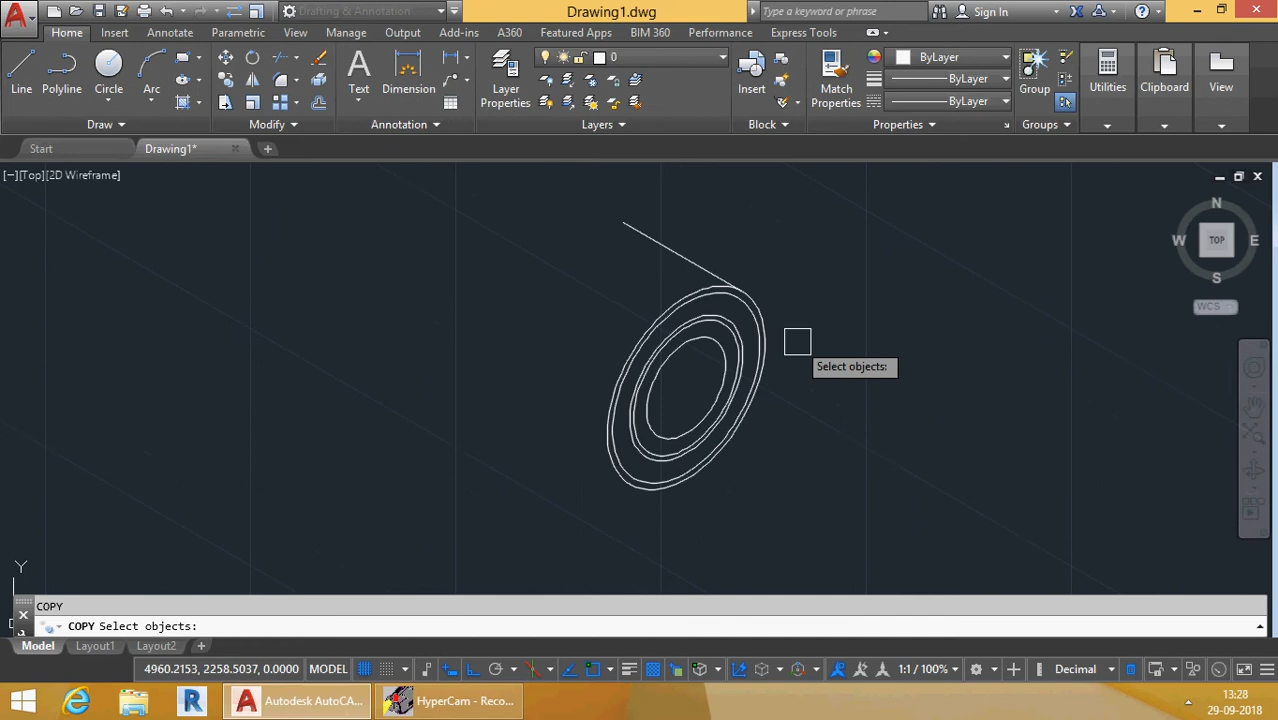 Drafting & Annotation
Drawing1.dwg
Type a keyword or phrase
Sign In
Home Insert Annotate Parametric View Manage Output Add-ins A360 Featured Apps BIM 360 Performance Express Tools
Line Polyline Circle Arc
Text Dimension
Layer Properties
0
Insert
Match Properties
ByLayer
ByLayer
ByLayer
Group
Utilities
Clipboard
View
Draw Modify Annotation Layers Block Properties Groups
Start Drawing1*
[−][Top][2D Wireframe]
N
W TOP E
S
WCS
Select objects:
Y
COPY
COPY Select objects:
Model Layout1 Layout2
4960.2153, 2258.5037, 0.0000 MODEL 1:1 / 100% Decimal
Autodesk AutoCA... HyperCam - Reco...
13:28
29-09-2018